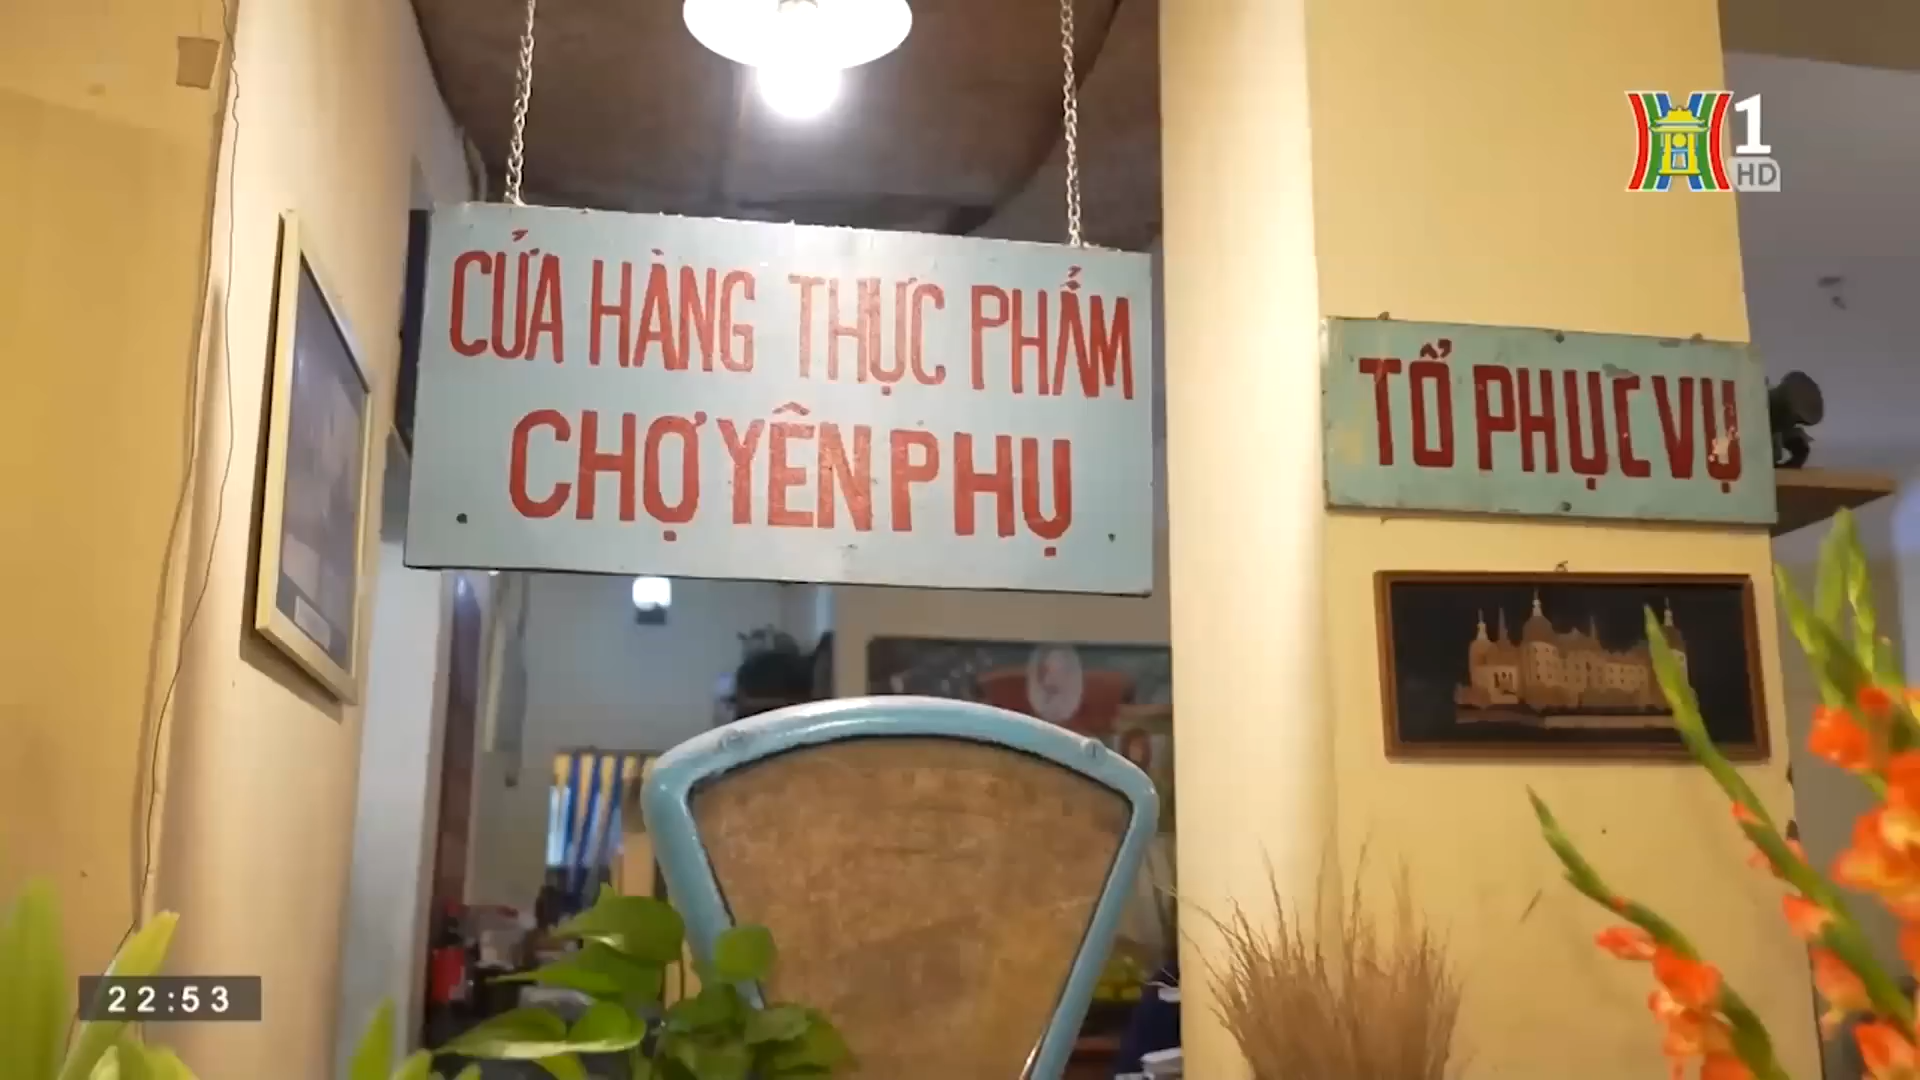 CỬA HÀNG THỰC PHẨM
CHỢ YÊN PHỤ
TỔ PHỤC VỤ
1
HD
22:53